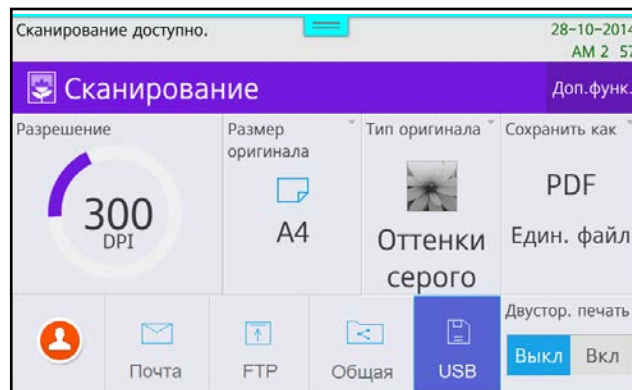 Сканирование доступно.
28-10-2014
AM 2 57
Сканирование
Доп.функ.
Разрешение
300
DPI
Размер
оригинала
A4
Тип оригинала
Оттенки
серого
Сохранить как
PDF
Един. файл
Почта
FTP
Общая
USB
Двустор. печать
Выкл
Вкл